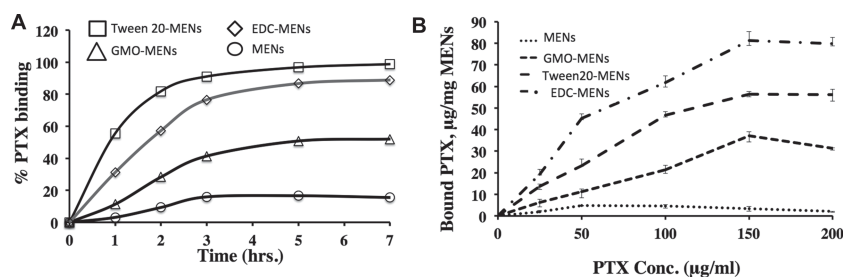 A
Tween 20-MENs
EDC-MENs
GMO-MENs
MENs
120
100
80
60
40
20
0
% PTX binding
0 1 2 3 4 5 6 7
Time (hrs.)
B
MENs
GMO-MENs
Tween20-MENs
EDC-MENs
90
80
70
60
50
40
30
20
10
0
Bound PTX, µg/mg MENs
0 50 100 150 200
PTX Conc. (µg/ml)